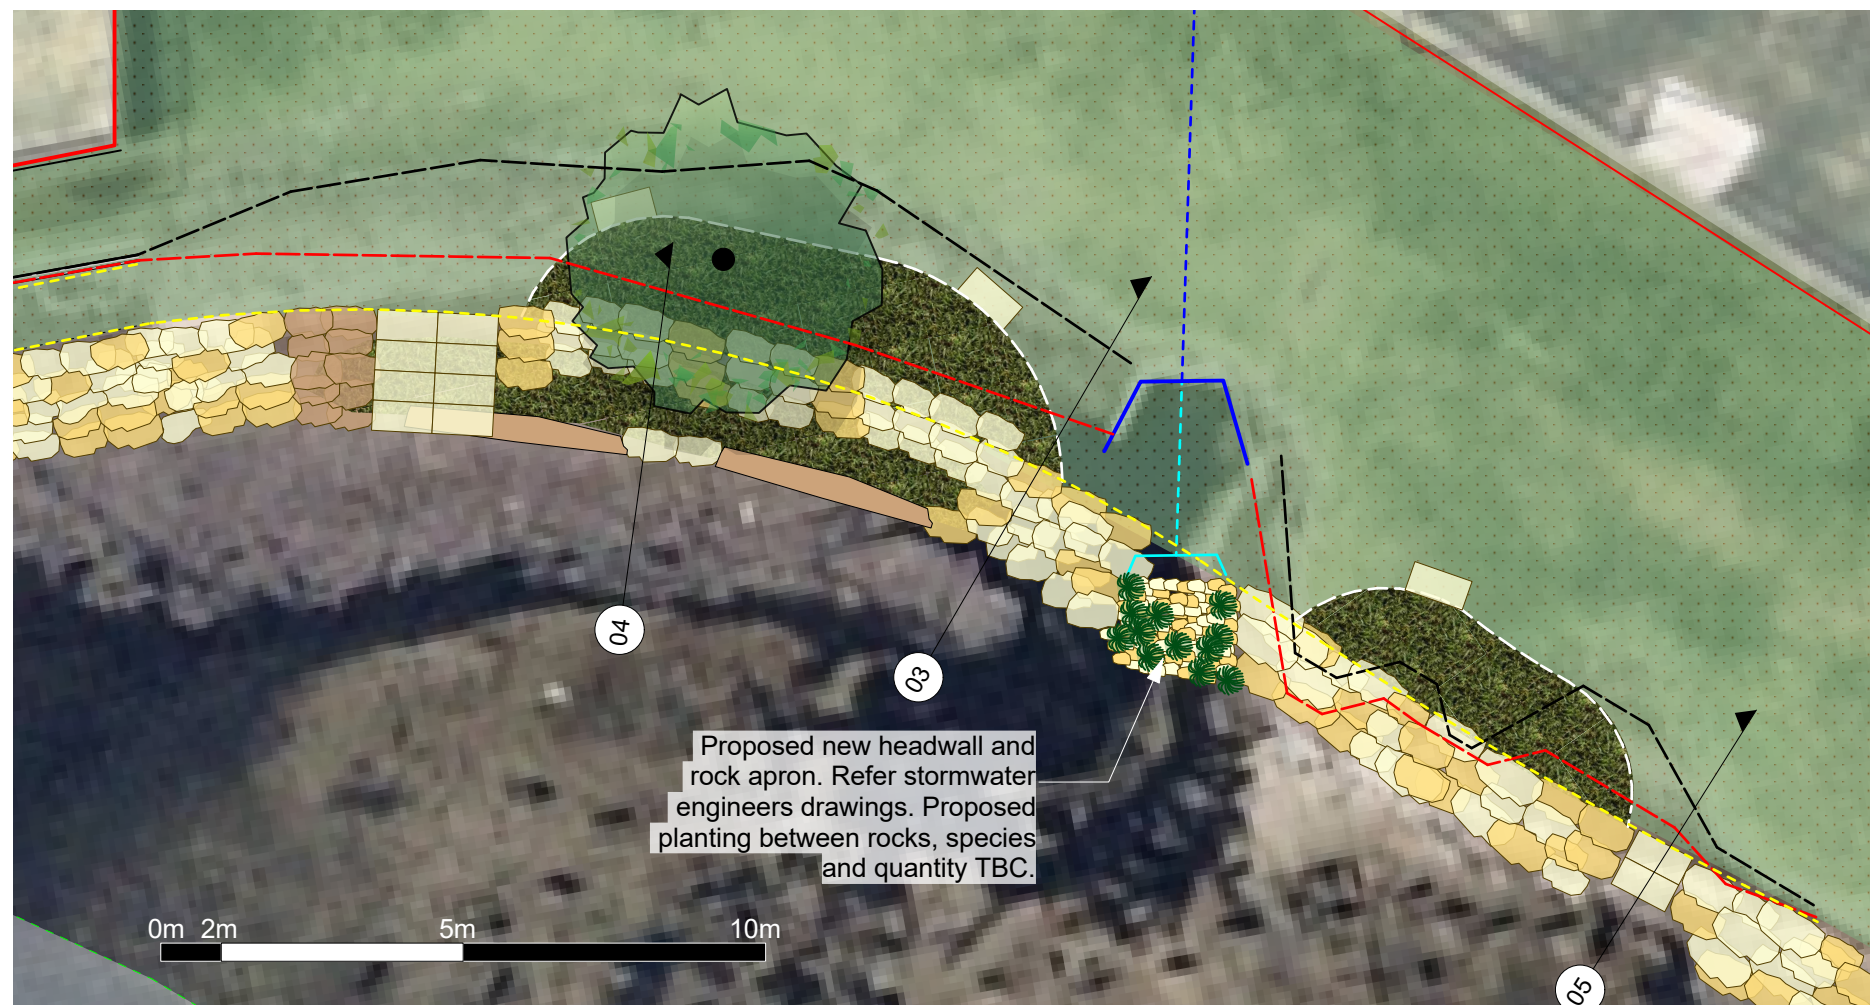 04
03
Proposed new headwall and
rock apron. Refer stormwater
engineers drawings. Proposed
planting between rocks, species
and quantity TBC.
0m 2m 5m 10m
05